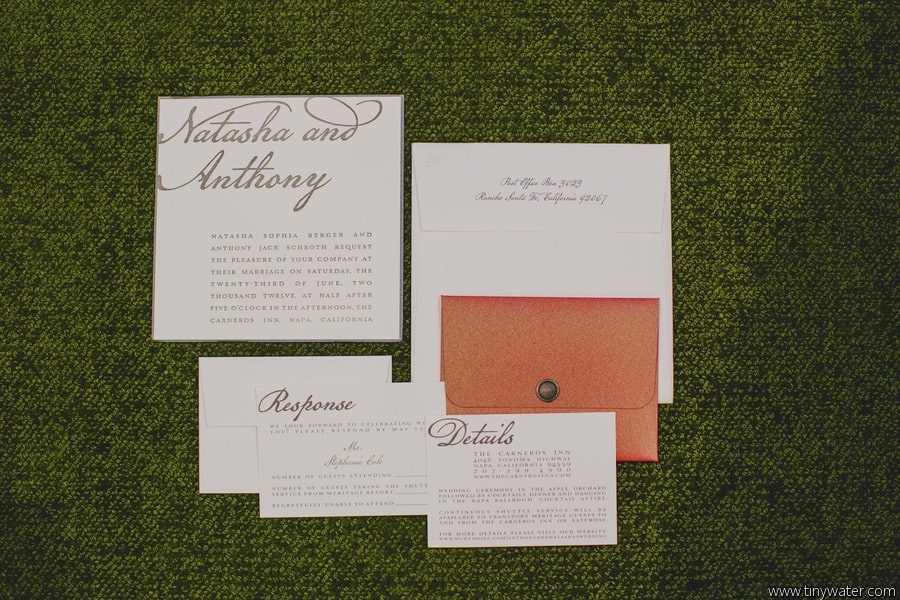 Natasha and
Anthony
NATASHA SOPHIA BERGER AND
ANTHONY JACK SCHROTH REQUEST
THE PLEASURE OF YOUR COMPANY AT
THEIR MARRIAGE ON SATURDAY, THE
TWENTY-THIRD OF JUNE, TWO
THOUSAND TWELVE, AT HALF AFTER
FIVE O'CLOCK IN THE AFTERNOON, THE
CARNEROS INN, NAPA, CALIFORNIA
Post Office Box 3023
Rancho Santa Fe, California 92067
Response
WE LOOK FORWARD TO CELEBRATING
YOU! PLEASE RESPOND BY MAY
Ms.
Stephanie Cole
NUMBER OF GUESTS ATTENDING
NUMBER OF GUESTS TAKING THE
SERVICE FROM MERITAGE RESORT
REGRETFULLY UNABLE TO ATTEND
Details
THE CARNEROS INN
4048 SONOMA HIGHWAY
NAPA, CALIFORNIA 94559
707 299 4900
WWW.THECARNEROSINN.COM
WEDDING CEREMONY IN THE APPLE ORCHARD
FOLLOWED BY COCKTAILS, DINNER AND DANCING
IN THE NAPA BALLROOM. COCKTAIL ATTIRE
CONTINUOUS SHUTTLE SERVICE WILL BE
AVAILABLE TO TRANSPORT MERITAGE GUESTS TO
AND FROM THE CARNEROS INN ON SATURDAY
FOR MORE DETAILS, PLEASE VISIT OUR WEBSITE
www.tinywater.com